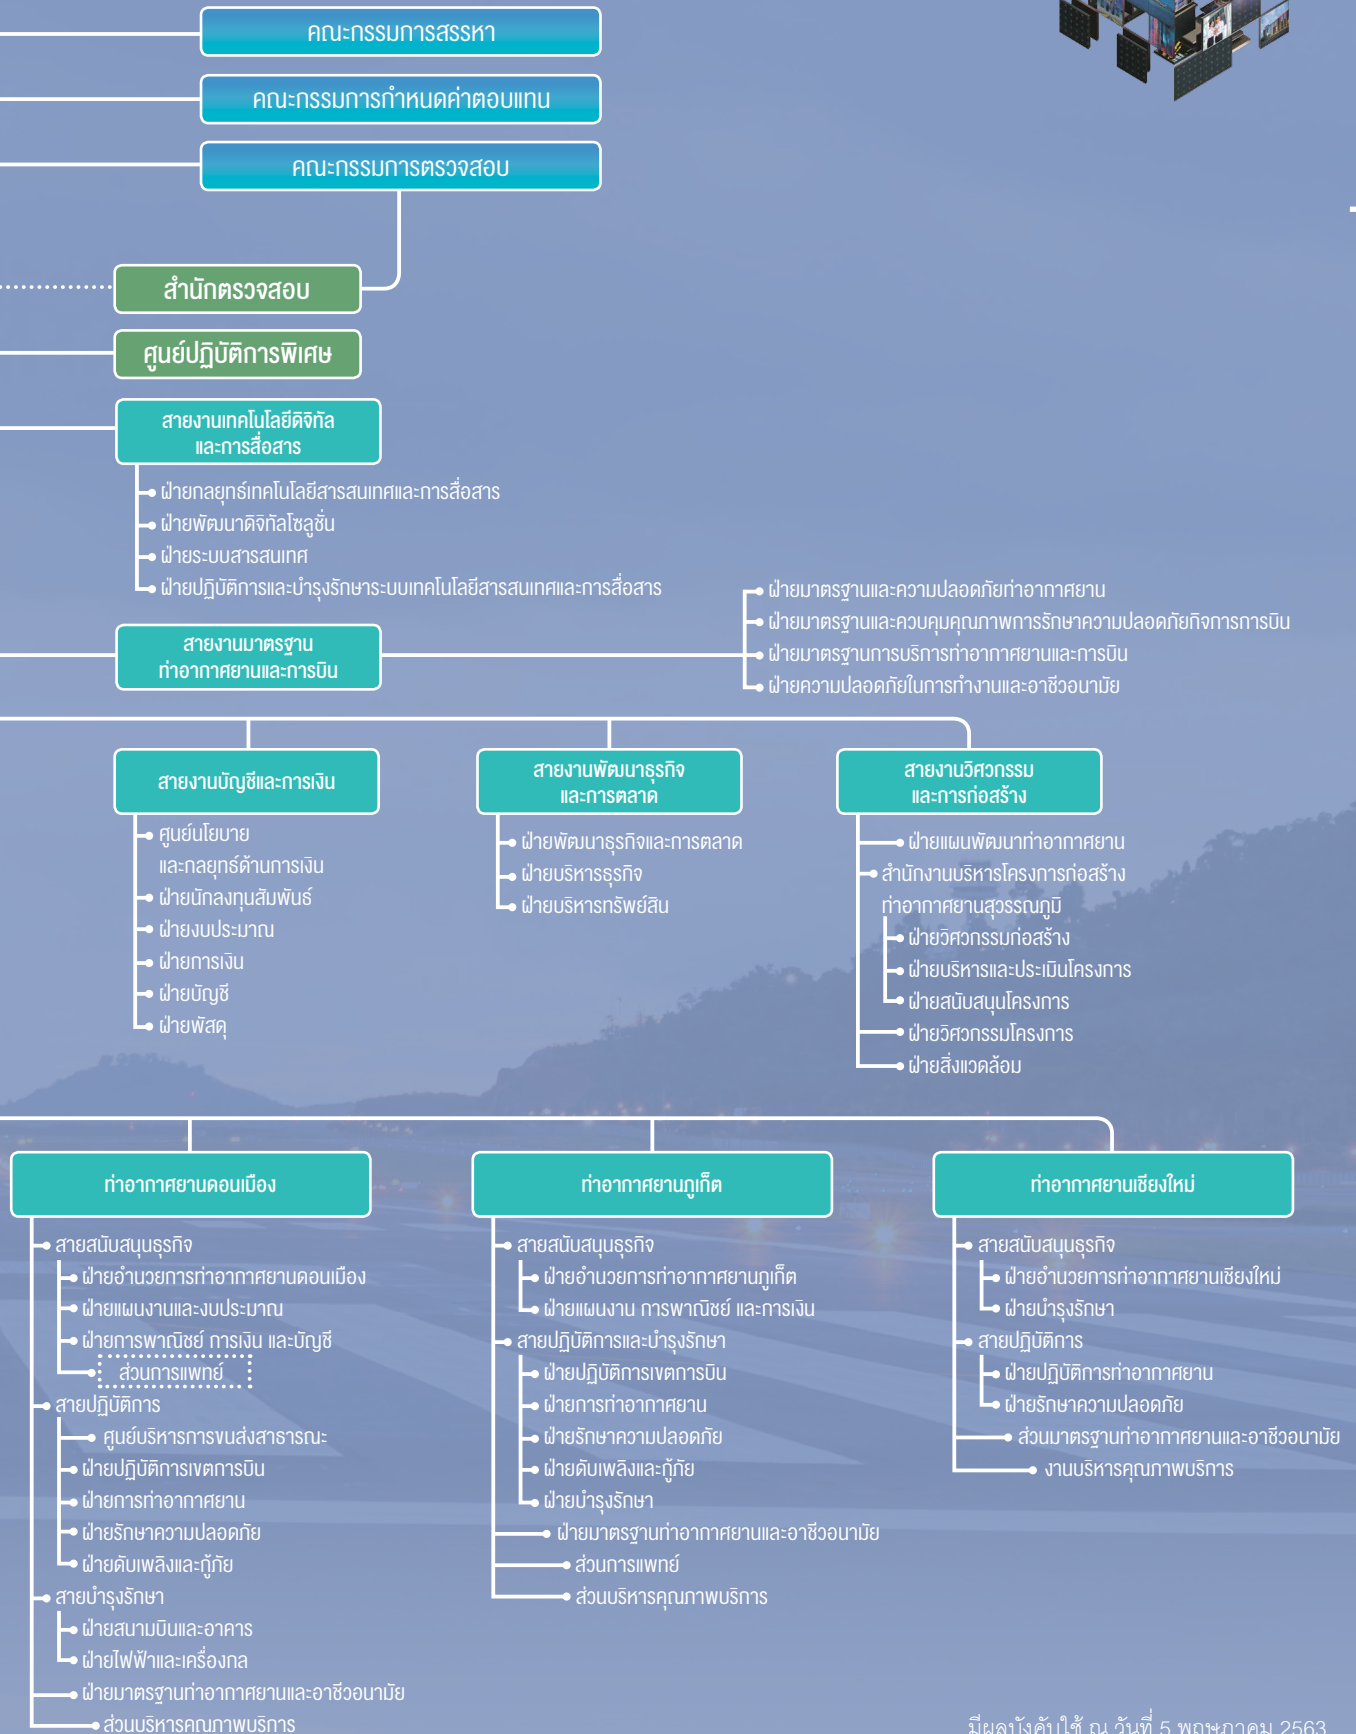 คณะกรรมการสรรหา
คณะกรรมการกำหนดค่าตอบแทน
คณะกรรมการตรวจสอบ
สำนักตรวจสอบ
ศูนย์ปฏิบัติการพิเศษ
สายงานเทคโนโลยีดิจิทัล
และการสื่อสาร
ฝ่ายกลยุทธ์เทคโนโลยีสารสนเทศและการสื่อสาร
ฝ่ายพัฒนาดิจิทัลโซลูชั่น
ฝ่ายระบบสารสนเทศ
ฝ่ายปฏิบัติการและบำรุงรักษาระบบเทคโนโลยีสารสนเทศและการสื่อสาร
สายงานมาตรฐาน
ท่าอากาศยานและการบิน
ฝ่ายมาตรฐานและความปลอดภัยท่าอากาศยาน
ฝ่ายมาตรฐานและควบคุมคุณภาพการรักษาความปลอดภัยกิจการการบิน
ฝ่ายมาตรฐานการบริการท่าอากาศยานและการบิน
ฝ่ายความปลอดภัยในการทำงานและอาชีวอนามัย
สายงานบัญชีและการเงิน
ศูนย์นโยบาย
และกลยุทธ์ด้านการเงิน
ฝ่ายนักลงทุนสัมพันธ์
ฝ่ายงบประมาณ
ฝ่ายการเงิน
ฝ่ายบัญชี
ฝ่ายพัสดุ
สายงานพัฒนาธุรกิจ
และการตลาด
ฝ่ายพัฒนาธุรกิจและการตลาด
ฝ่ายบริหารธุรกิจ
ฝ่ายบริหารทรัพย์สิน
สายงานวิศวกรรม
และการก่อสร้าง
ฝ่ายแผนพัฒนาท่าอากาศยาน
สำนักงานบริหารโครงการก่อสร้าง
ท่าอากาศยานสุวรรณภูมิ
ฝ่ายวิศวกรรมก่อสร้าง
ฝ่ายบริหารและประเมินโครงการ
ฝ่ายสนับสนุนโครงการ
ฝ่ายวิศวกรรมโครงการ
ฝ่ายสิ่งแวดล้อม
ท่าอากาศยานดอนเมือง
สายสนับสนุนธุรกิจ
ฝ่ายอำนวยการท่าอากาศยานดอนเมือง
ฝ่ายแผนงานและงบประมาณ
ฝ่ายการพาณิชย์ การเงิน และบัญชี
ส่วนการแพทย์
สายปฏิบัติการ
ศูนย์บริหารการขนส่งสาธารณะ
ฝ่ายปฏิบัติการเขตการบิน
ฝ่ายการท่าอากาศยาน
ฝ่ายรักษาความปลอดภัย
ฝ่ายดับเพลิงและกู้ภัย
สายบำรุงรักษา
ฝ่ายสนามบินและอาคาร
ฝ่ายไฟฟ้าและเครื่องกล
ฝ่ายมาตรฐานท่าอากาศยานและอาชีวอนามัย
ส่วนบริหารคุณภาพบริการ
ท่าอากาศยานภูเก็ต
สายสนับสนุนธุรกิจ
ฝ่ายอำนวยการท่าอากาศยานภูเก็ต
ฝ่ายแผนงาน การพาณิชย์ และการเงิน
สายปฏิบัติการและบำรุงรักษา
ฝ่ายปฏิบัติการเขตการบิน
ฝ่ายการท่าอากาศยาน
ฝ่ายรักษาความปลอดภัย
ฝ่ายดับเพลิงและกู้ภัย
ฝ่ายบำรุงรักษา
ฝ่ายมาตรฐานท่าอากาศยานและอาชีวอนามัย
ส่วนการแพทย์
ส่วนบริหารคุณภาพบริการ
ท่าอากาศยานเชียงใหม่
สายสนับสนุนธุรกิจ
ฝ่ายอำนวยการท่าอากาศยานเชียงใหม่
ฝ่ายบำรุงรักษา
สายปฏิบัติการ
ฝ่ายปฏิบัติการท่าอากาศยาน
ฝ่ายรักษาความปลอดภัย
ส่วนมาตรฐานท่าอากาศยานและอาชีวอนามัย
งานบริหารคุณภาพบริการ
มีผลบังคับใช้ ณ วันที่ 5 พฤษภาคม 2563